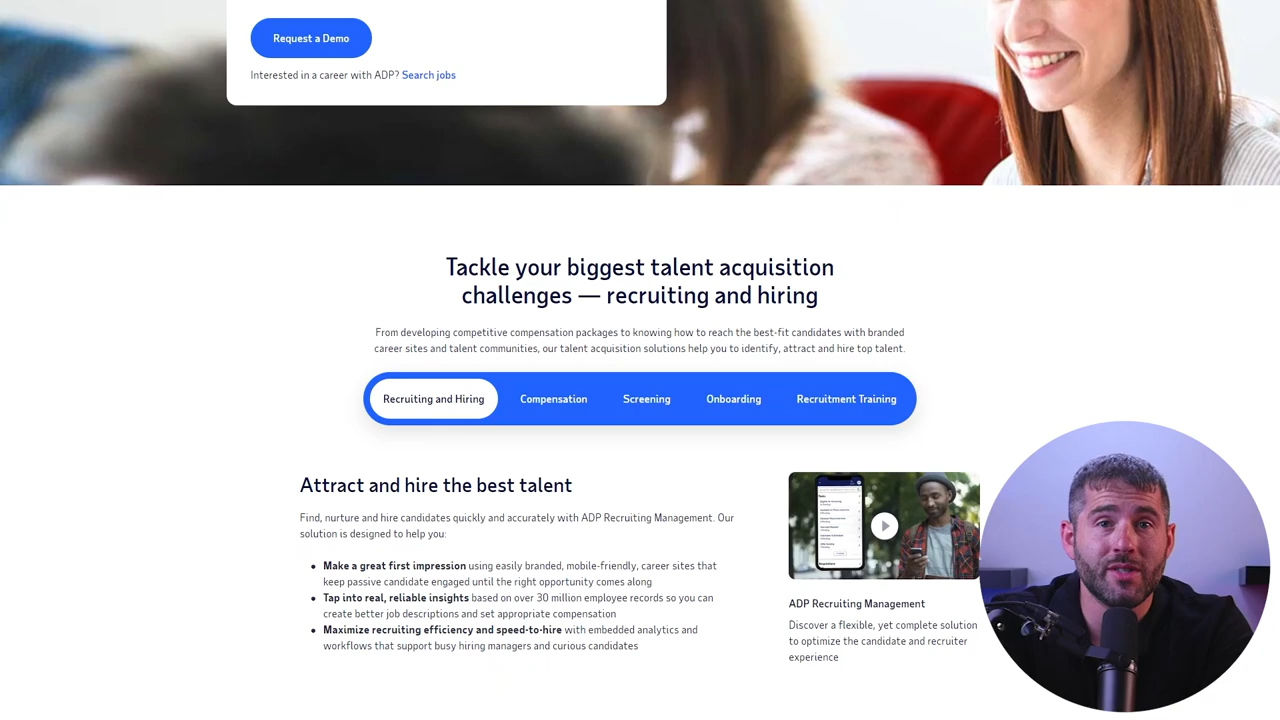 Request a Demo
Interested in a career with ADP? Search jobs
Tackle your biggest talent acquisition
challenges — recruiting and hiring
From developing competitive compensation packages to knowing how to reach the best-fit candidates with branded
career sites and talent communities, our talent acquisition solutions help you to identify, attract and hire top talent.
Recruiting and Hiring
Compensation
Screening
Onboarding
Recruitment Training
Attract and hire the best talent
Find, nurture and hire candidates quickly and accurately with ADP Recruiting Management. Our
solution is designed to help you:
• Make a great first impression using easily branded, mobile-friendly, career sites that
keep passive candidate engaged until the right opportunity comes along
• Tap into real, reliable insights based on over 30 million employee records so you can
create better job descriptions and set appropriate compensation
• Maximize recruiting efficiency and speed-to-hire with embedded analytics and
workflows that support busy hiring managers and curious candidates
ADP Recruiting Management
Discover a flexible, yet complete solution
to optimize the candidate and recruiter
experience